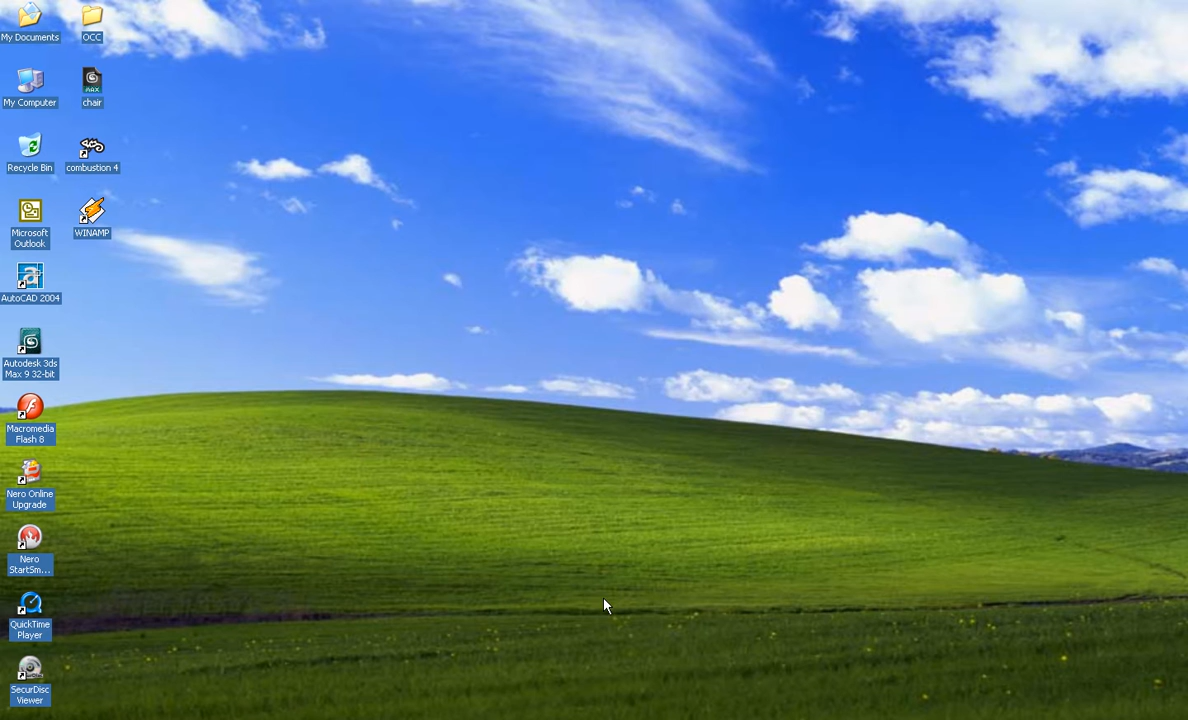 My Documents
OCC
My Computer
chair
Recycle Bin
combustion 4
Microsoft
Outlook
WINAMP
AutoCAD 2004
Autodesk 3ds
Max 9 32-bit
Macromedia
Flash 8
Nero Online
Upgrade
Nero
StartSm...
QuickTime
Player
SecurDisc
Viewer
MAX